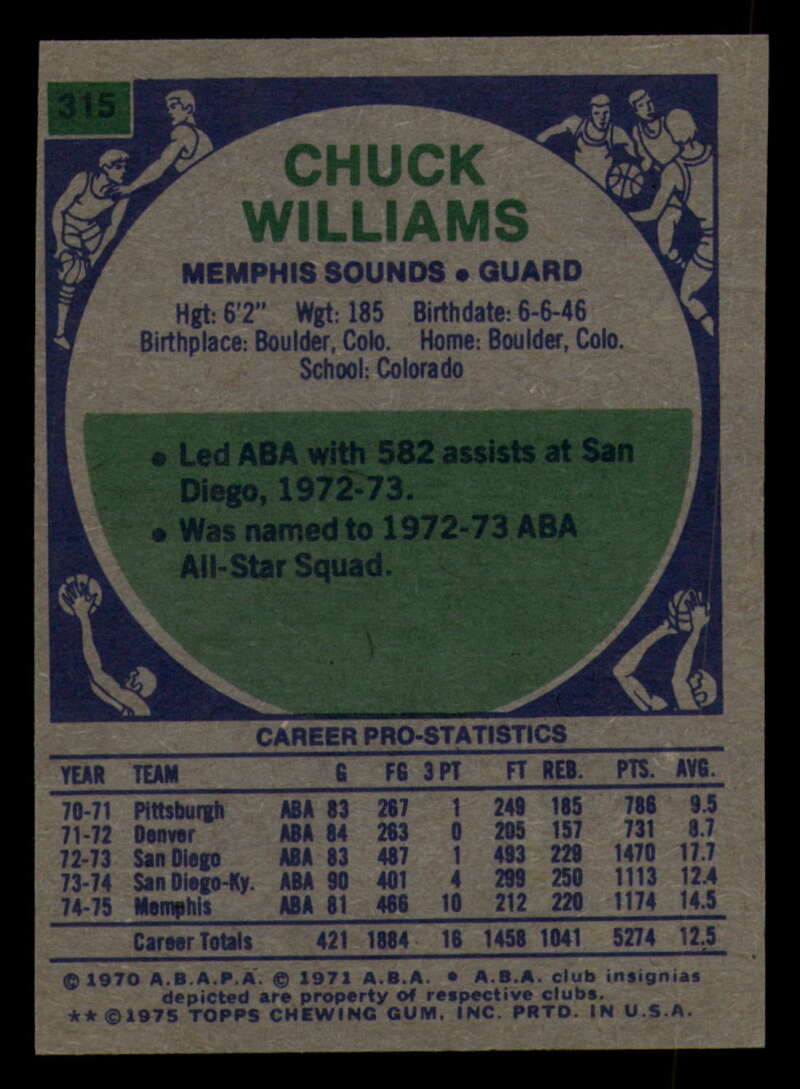 315
CHUCK
WILLIAMS
MEMPHIS SOUNDS • GUARD
Hgt: 6'2" Wgt: 185 Birthdate: 6-6-46
Birthplace: Boulder, Colo. Home: Boulder, Colo.
School: Colorado
• Led ABA with 582 assists at San
Diego, 1972-73.
• Was named to 1972-73 ABA
All-Star Squad.
CAREER PRO-STATISTICS
YEAR TEAM G FG 3 PT FT REB. PTS. AVG.
70-71 Pittsburgh ABA 83 267 1 249 185 786 9.5
71-72 Denver ABA 84 263 0 205 157 731 8.7
72-73 San Diego ABA 83 487 1 493 229 1470 17.7
73-74 San Diego-Ky. ABA 90 401 4 299 250 1113 12.4
74-75 Memphis ABA 81 466 10 212 220 1174 14.5
Career Totals 421 1884 16 1458 1041 5274 12.5
© 1970 A.B.A.P.A. © 1971 A.B.A. • A.B.A. club insignias
depicted are property of respective clubs.
** ©1975 TOPPS CHEWING GUM, INC. PRTD. IN U.S.A.